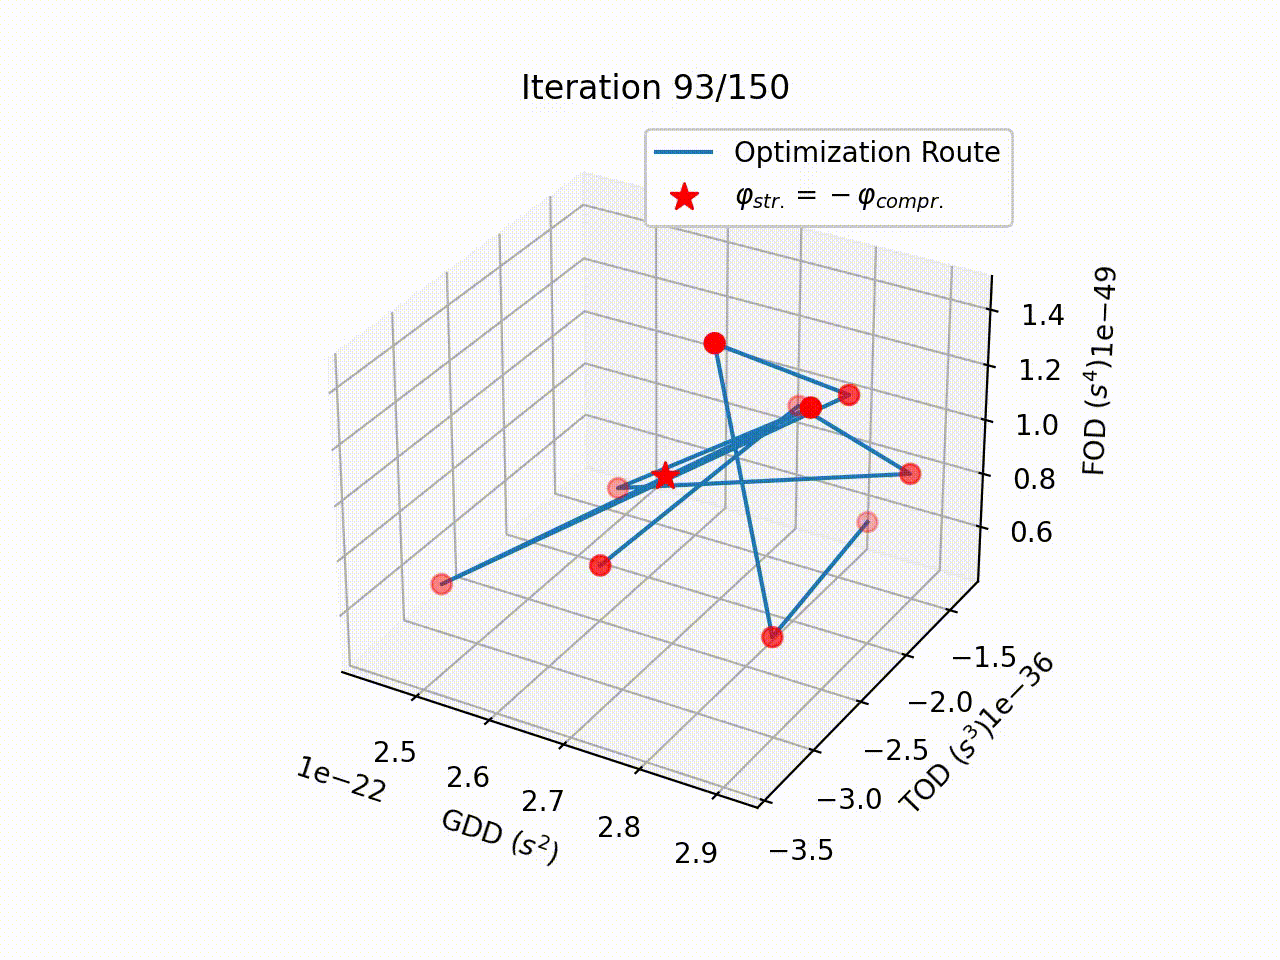 Iteration 93/150
Optimization Route
φstr. = −φcompr.
1.4
1.2
1.0
0.8
0.6
FOD (s⁴)1e−49
−1.5
−2.0
−2.5
−3.0
−3.5
TOD (s³)1e−36
2.5
2.6
2.7
2.8
2.9
1e−22
GDD (s²)